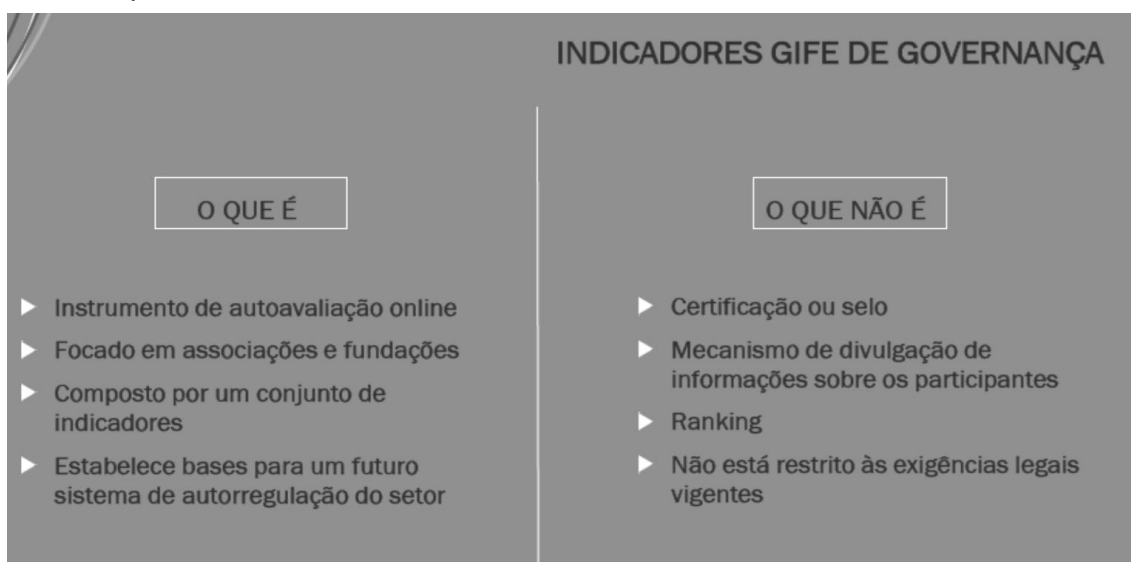 INDICADORES GIFE DE GOVERNANÇA
O QUE É
Instrumento de autoavaliação online
Focado em associações e fundações
Composto por um conjunto de
indicadores
Estabelece bases para um futuro
sistema de autorregulação do setor
O QUE NÃO É
Certificação ou selo
Mecanismo de divulgação de
informações sobre os participantes
Ranking
Não está restrito às exigências legais
vigentes